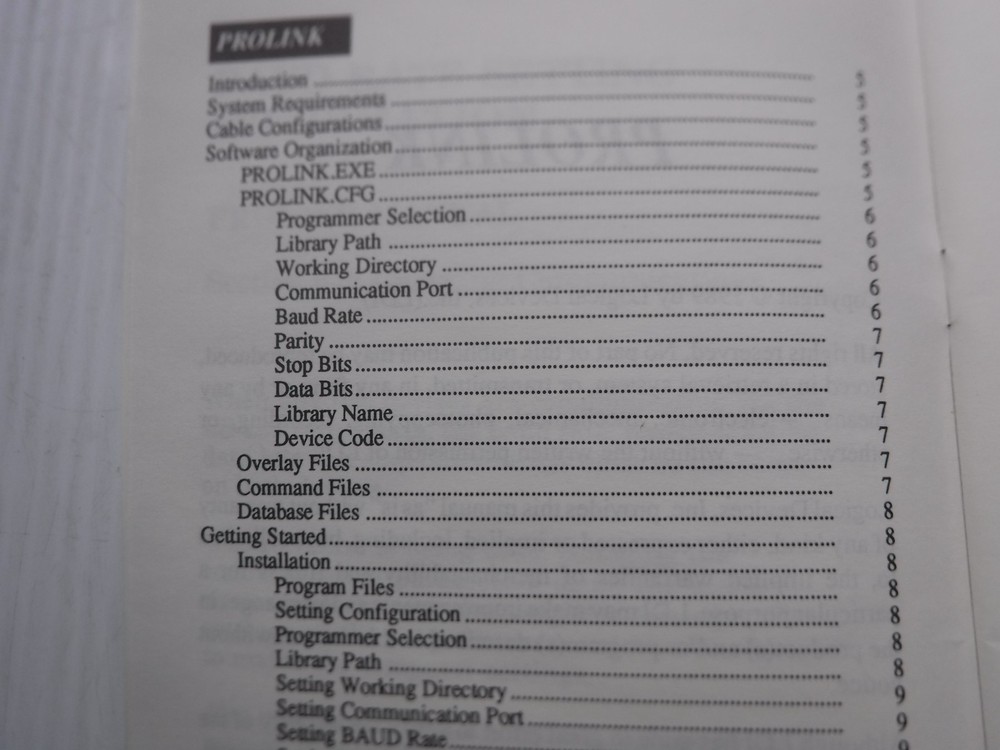 PROLINK
Introduction ........ 5
System Requirements ........ 5
Cable Configurations ........ 5
Software Organization ........ 5
PROLINK.EXE ........ 5
PROLINK.CFG ........ 5
Programmer Selection ........ 6
Library Path ........ 6
Working Directory ........ 6
Communication Port ........ 6
Baud Rate ........ 6
Parity ........ 7
Stop Bits ........ 7
Data Bits ........ 7
Library Name ........ 7
Device Code ........ 7
Overlay Files ........ 7
Command Files ........ 7
Database Files ........ 8
Getting Started ........ 8
Installation ........ 8
Program Files ........ 8
Setting Configuration ........ 8
Programmer Selection ........ 8
Library Path ........ 8
Setting Working Directory ........ 9
Setting Communication Port ........ 9
Setting BAUD Rate ........ 9